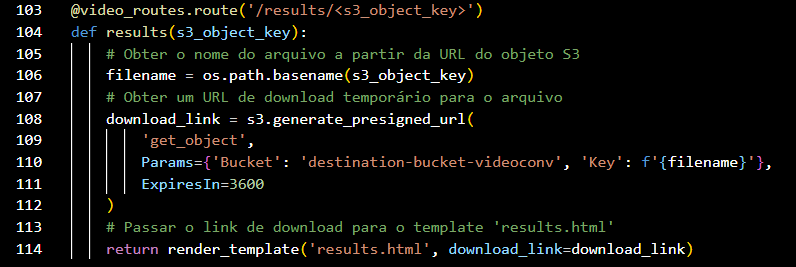 103 @video_routes.route('/results/<s3_object_key>')
104 def results(s3_object_key):
105     # Obter o nome do arquivo a partir da URL do objeto S3
106     filename = os.path.basename(s3_object_key)
107     # Obter um URL de download temporário para o arquivo
108     download_link = s3.generate_presigned_url(
109         'get_object',
110         Params={'Bucket': 'destination-bucket-videoconv', 'Key': f'{filename}'},
111         ExpiresIn=3600
112     )
113     # Passar o link de download para o template 'results.html'
114     return render_template('results.html', download_link=download_link)